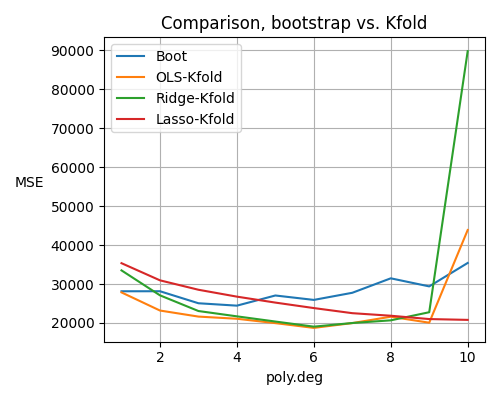 Comparison, bootstrap vs. Kfold
Boot
OLS-Kfold
Ridge-Kfold
Lasso-Kfold
MSE
90000
80000
70000
60000
50000
40000
30000
20000
2 4 6 8 10
poly.deg